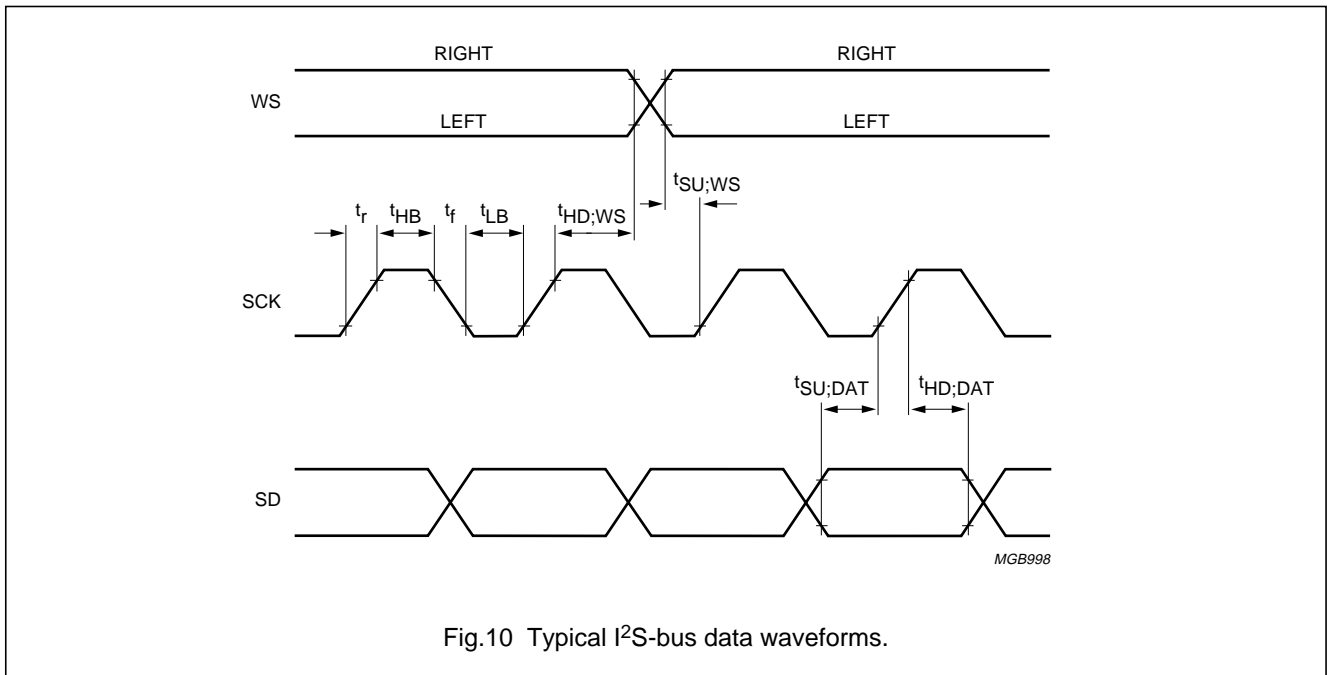 RIGHT RIGHT
WS
LEFT LEFT
tSU;WS
tr tHB tf tLB tHD;WS
SCK
tSU;DAT tHD;DAT
SD
MGB998
Fig.10 Typical I²S-bus data waveforms.